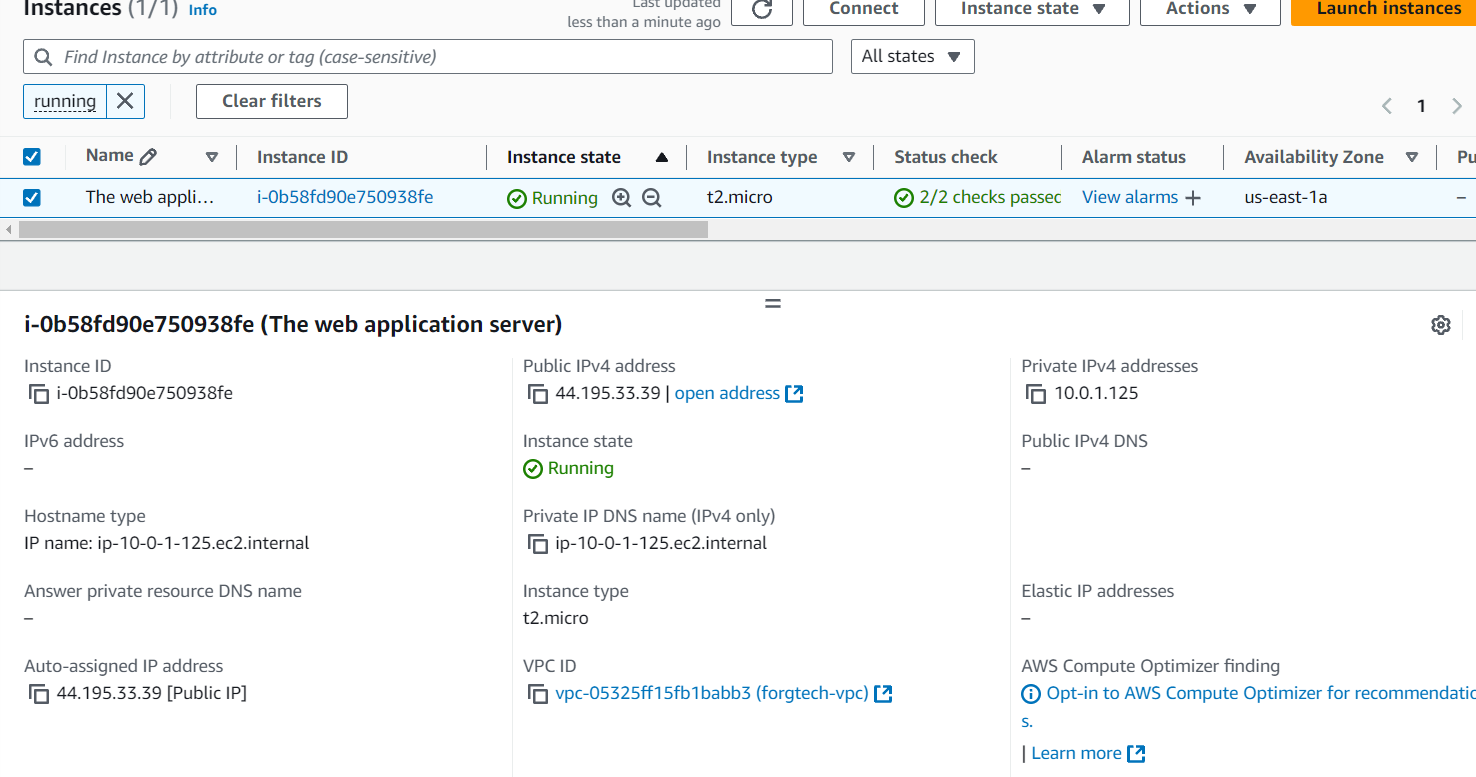 Instances (1/1) Info
Last updated
less than a minute ago
Connect
Instance state
Actions
Launch instances
Find Instance by attribute or tag (case-sensitive)
All states
running
Clear filters
1
Name
Instance ID
Instance state
Instance type
Status check
Alarm status
Availability Zone
Pu
The web appli...
i-0b58fd90e750938fe
Running
t2.micro
2/2 checks passec
View alarms +
us-east-1a
–
i-0b58fd90e750938fe (The web application server)
Instance ID
i-0b58fd90e750938fe
Public IPv4 address
44.195.33.39 | open address
Private IPv4 addresses
10.0.1.125
IPv6 address
–
Instance state
Running
Public IPv4 DNS
–
Hostname type
IP name: ip-10-0-1-125.ec2.internal
Private IP DNS name (IPv4 only)
ip-10-0-1-125.ec2.internal
Answer private resource DNS name
–
Instance type
t2.micro
Elastic IP addresses
–
Auto-assigned IP address
44.195.33.39 [Public IP]
VPC ID
vpc-05325ff15fb1babb3 (forgtech-vpc)
AWS Compute Optimizer finding
Opt-in to AWS Compute Optimizer for recommendatio
s.
| Learn more